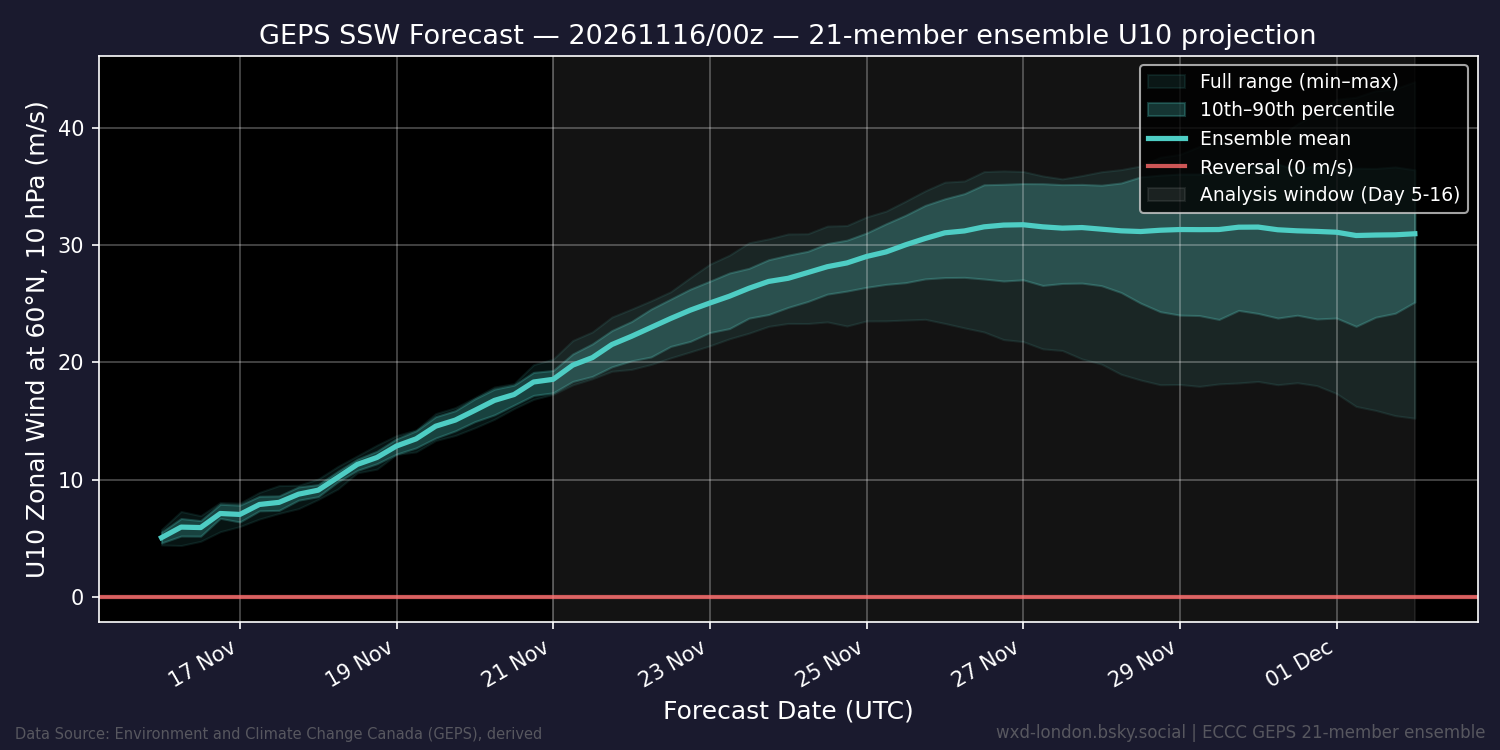 GEPS SSW Forecast — 20261116/00z — 21-member ensemble U10 projection
Full range (min–max)
10th–90th percentile
Ensemble mean
Reversal (0 m/s)
Analysis window (Day 5-16)
U10 Zonal Wind at 60°N, 10 hPa (m/s)
40
30
20
10
0
17 Nov
19 Nov
21 Nov
23 Nov
25 Nov
27 Nov
29 Nov
01 Dec
Forecast Date (UTC)
Data Source: Environment and Climate Change Canada (GEPS), derived
wxd-london.bsky.social | ECCC GEPS 21-member ensemble